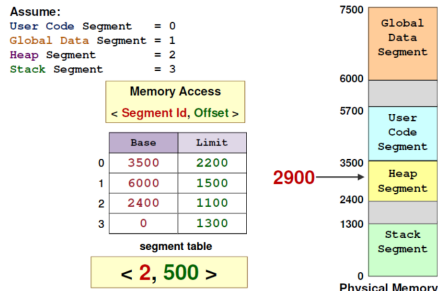 Assume:
User Code Segment = 0
Global Data Segment = 1
Heap Segment = 2
Stack Segment = 3
Memory Access
< Segment Id, Offset >
Base Limit
0 3500 2200
1 6000 1500
2 2400 1100
3 0 1300
segment table
< 2, 500 >
2900
7500
Global
Data
Segment
6000
5700
User
Code
Segment
3500
Heap
Segment
2400
1300
Stack
Segment
0
Physical Memory